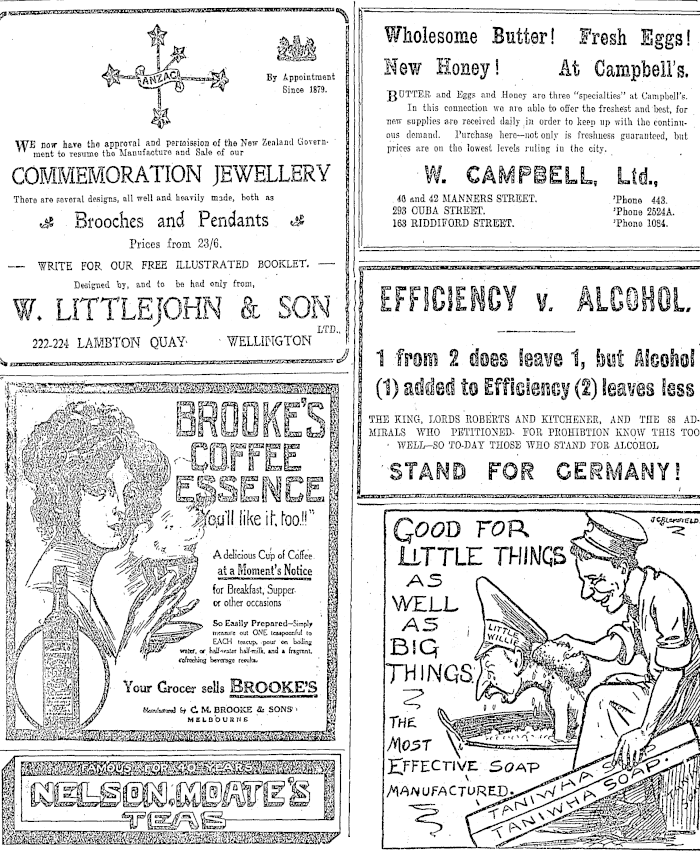 ANZAC
By Appointment
Since 1879.
WE now have the approval and permission of the New Zealand Govern-
ment to resume the Manufacture and Sale of our
COMMEMORATION JEWELLERY
There are several designs, all well and heavily made, both as
Brooches and Pendants
Prices from 23/6.
— WRITE FOR OUR FREE ILLUSTRATED BOOKLET. —
Designed by, and to be had only from,
W. LITTLEJOHN & SON
LTD.,
222-224 LAMBTON QUAY WELLINGTON
BROOKE'S
COFFEE
ESSENCE
"You'll like it, too!!"
A delicious Cup of Coffee
at a Moment's Notice
for Breakfast, Supper
or other occasions
So Easily Prepared—Simply
measure out ONE teaspoonful to
EACH teacup, pour on boiling
water, or half-water half-milk, and a fragrant,
refreshing beverage results.
Your Grocer sells BROOKE'S
Manufactured by C. M. BROOKE & SONS
MELBOURNE
FAMOUS FOR 40 YEARS
NELSON, MOATE'S
TEAS
Wholesome Butter! Fresh Eggs!
New Honey! At Campbell's.
BUTTER and Eggs and Honey are three "specialties" at Campbell's.
In this connection we are able to offer the freshest and best, for
new supplies are received daily in order to keep up with the continu-
ous demand. Purchase here—not only is freshness guaranteed, but
prices are on the lowest levels ruling in the city.
W. CAMPBELL, Ltd.,
40 and 42 MANNERS STREET. 'Phone 443.
293 CUBA STREET. 'Phone 2524A.
163 RIDDIFORD STREET. 'Phone 1084.
EFFICIENCY v. ALCOHOL.
1 from 2 does leave 1, but Alcohol
(1) added to Efficiency (2) leaves less
THE KING, LORDS ROBERTS AND KITCHENER, AND THE 88 AD-
MIRALS WHO PETITIONED FOR PROHIBTION KNOW THIS TOO
WELL—SO TO-DAY THOSE WHO STAND FOR ALCOHOL
STAND FOR GERMANY!
GOOD FOR
LITTLE THINGS
AS
WELL
AS
BIG
THINGS
THE
MOST
EFFECTIVE SOAP
MANUFACTURED.
LITTLE
WILLIE
TANIWHA SOAP
TANIWHA SOAP.